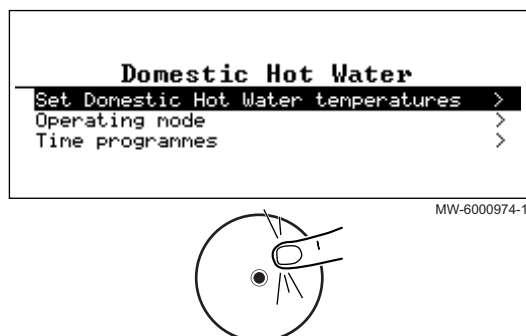 Domestic Hot Water
Set Domestic Hot Water temperatures >
Operating mode >
Time programmes >
MW-6000974-1